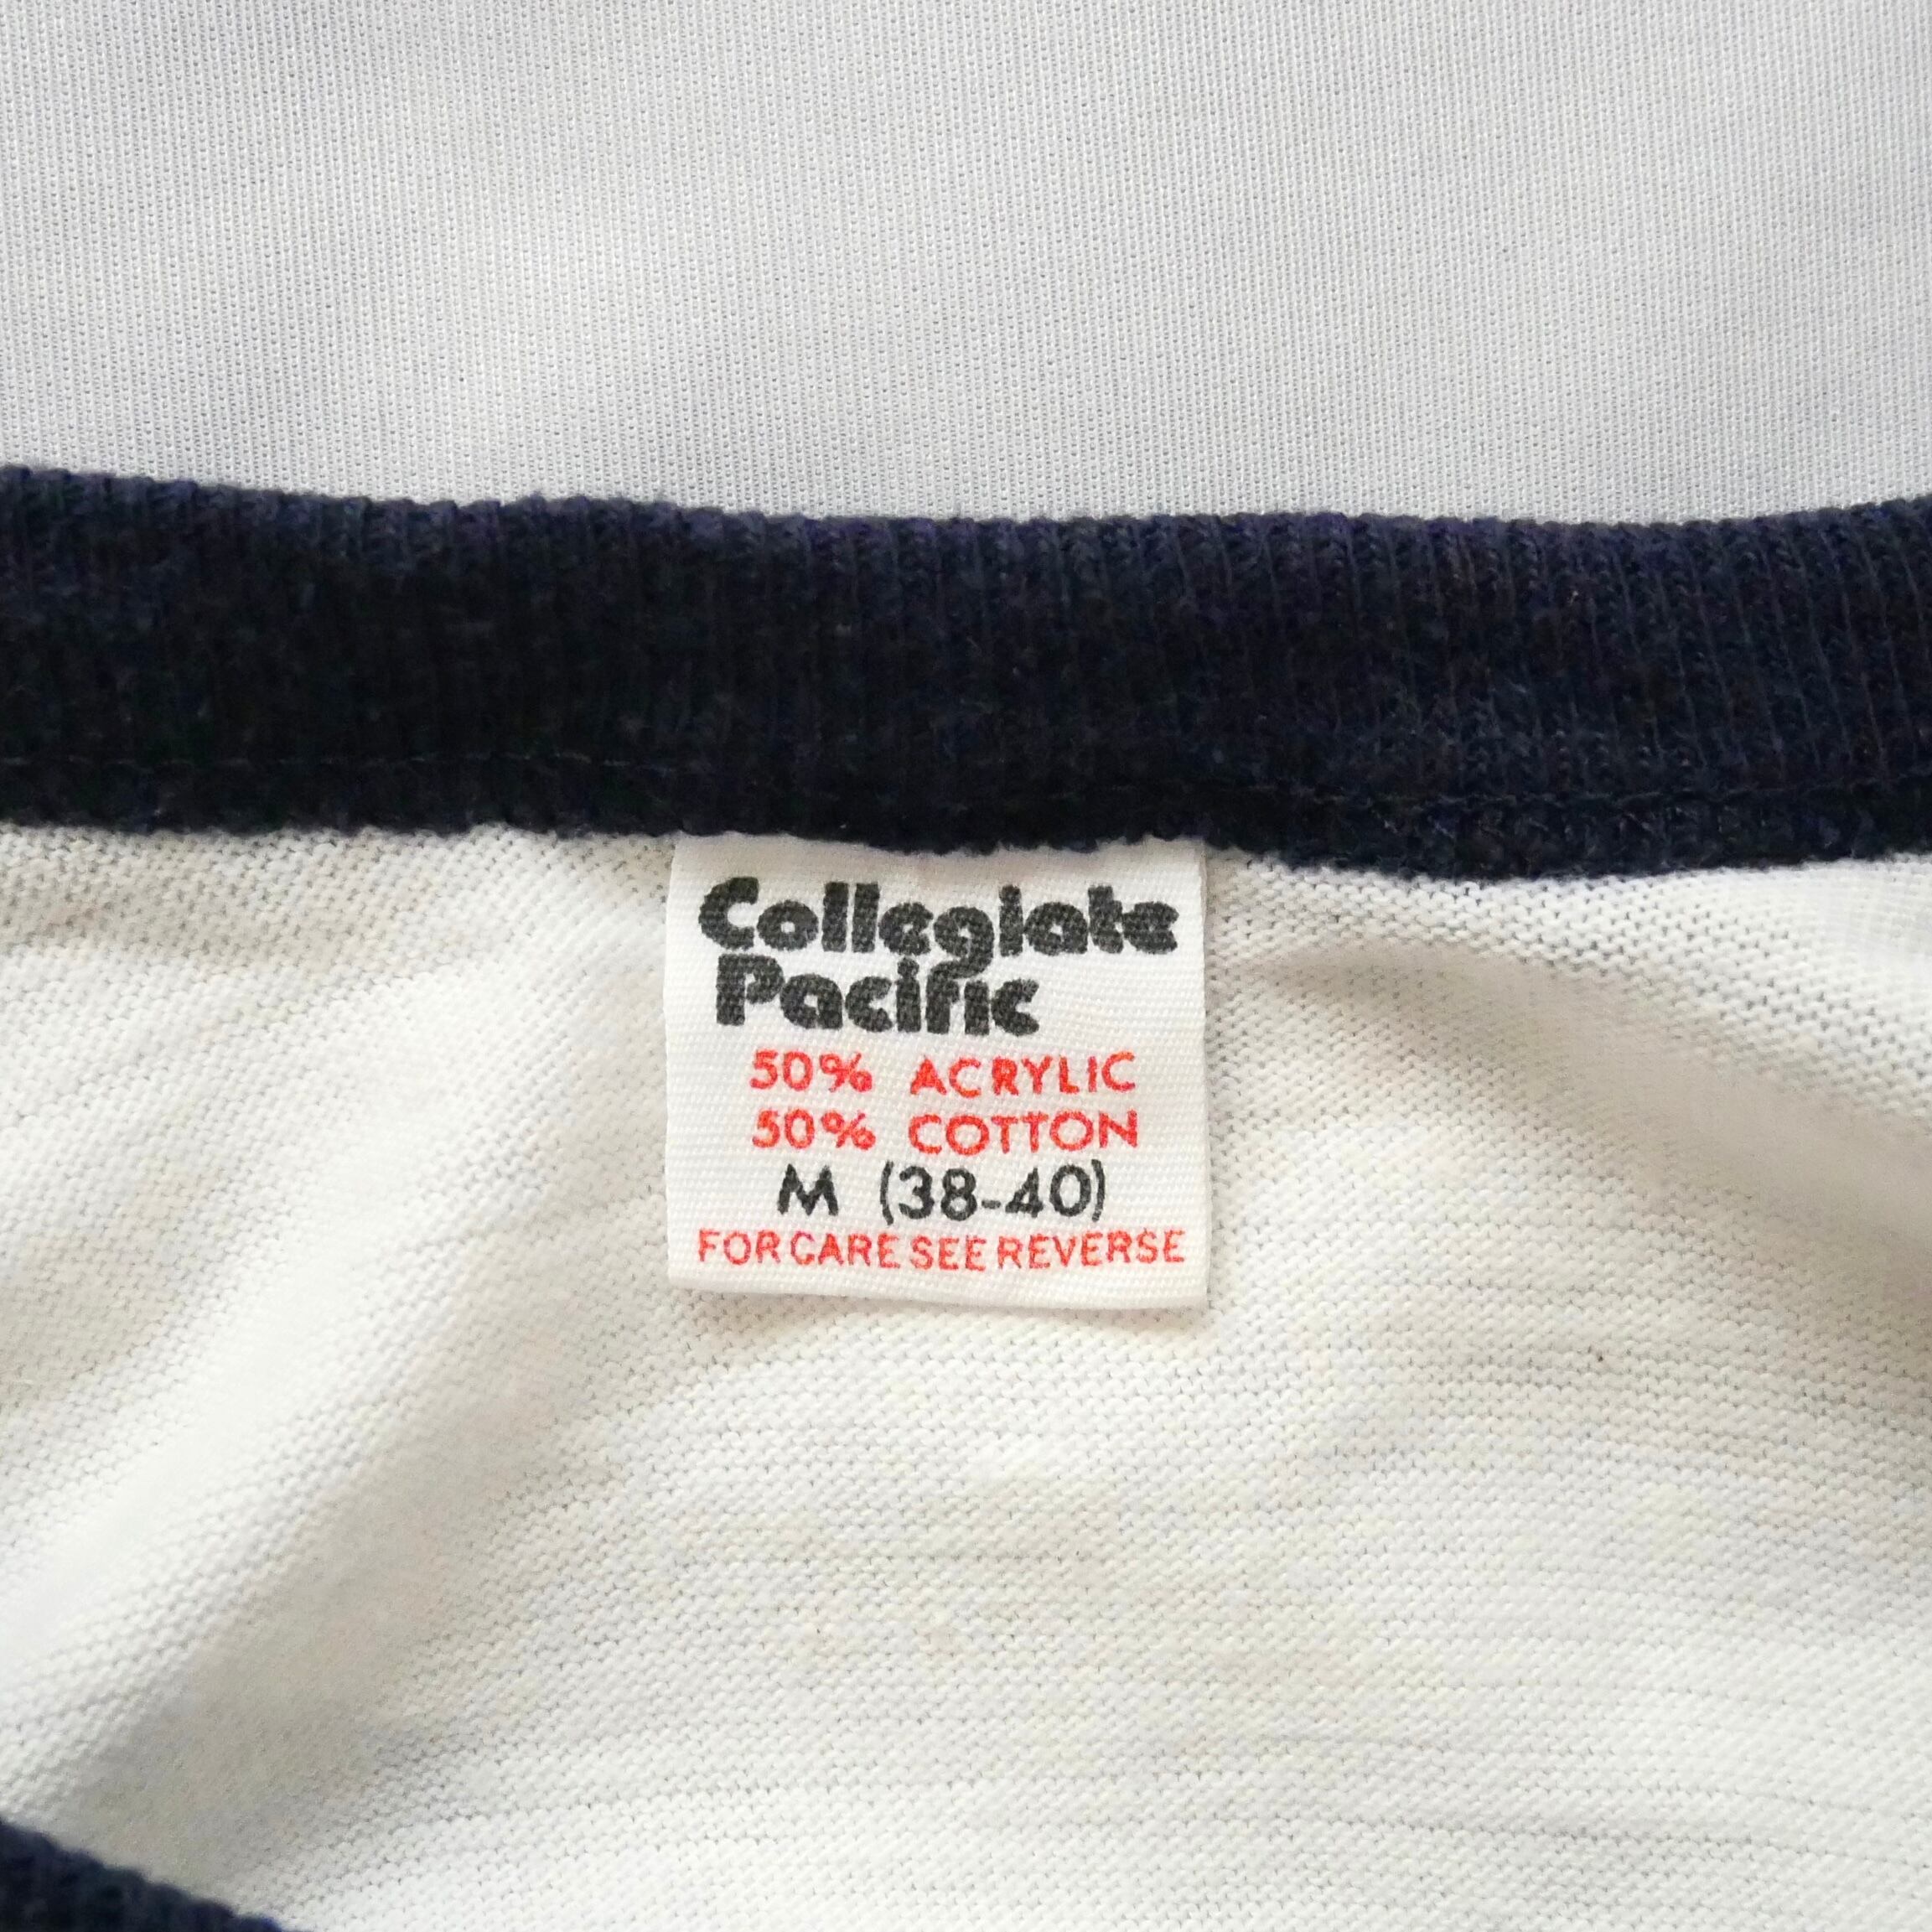 Collegiate
Pacific
50% ACRYLIC
50% COTTON
M (38-40)
FOR CARE SEE REVERSE